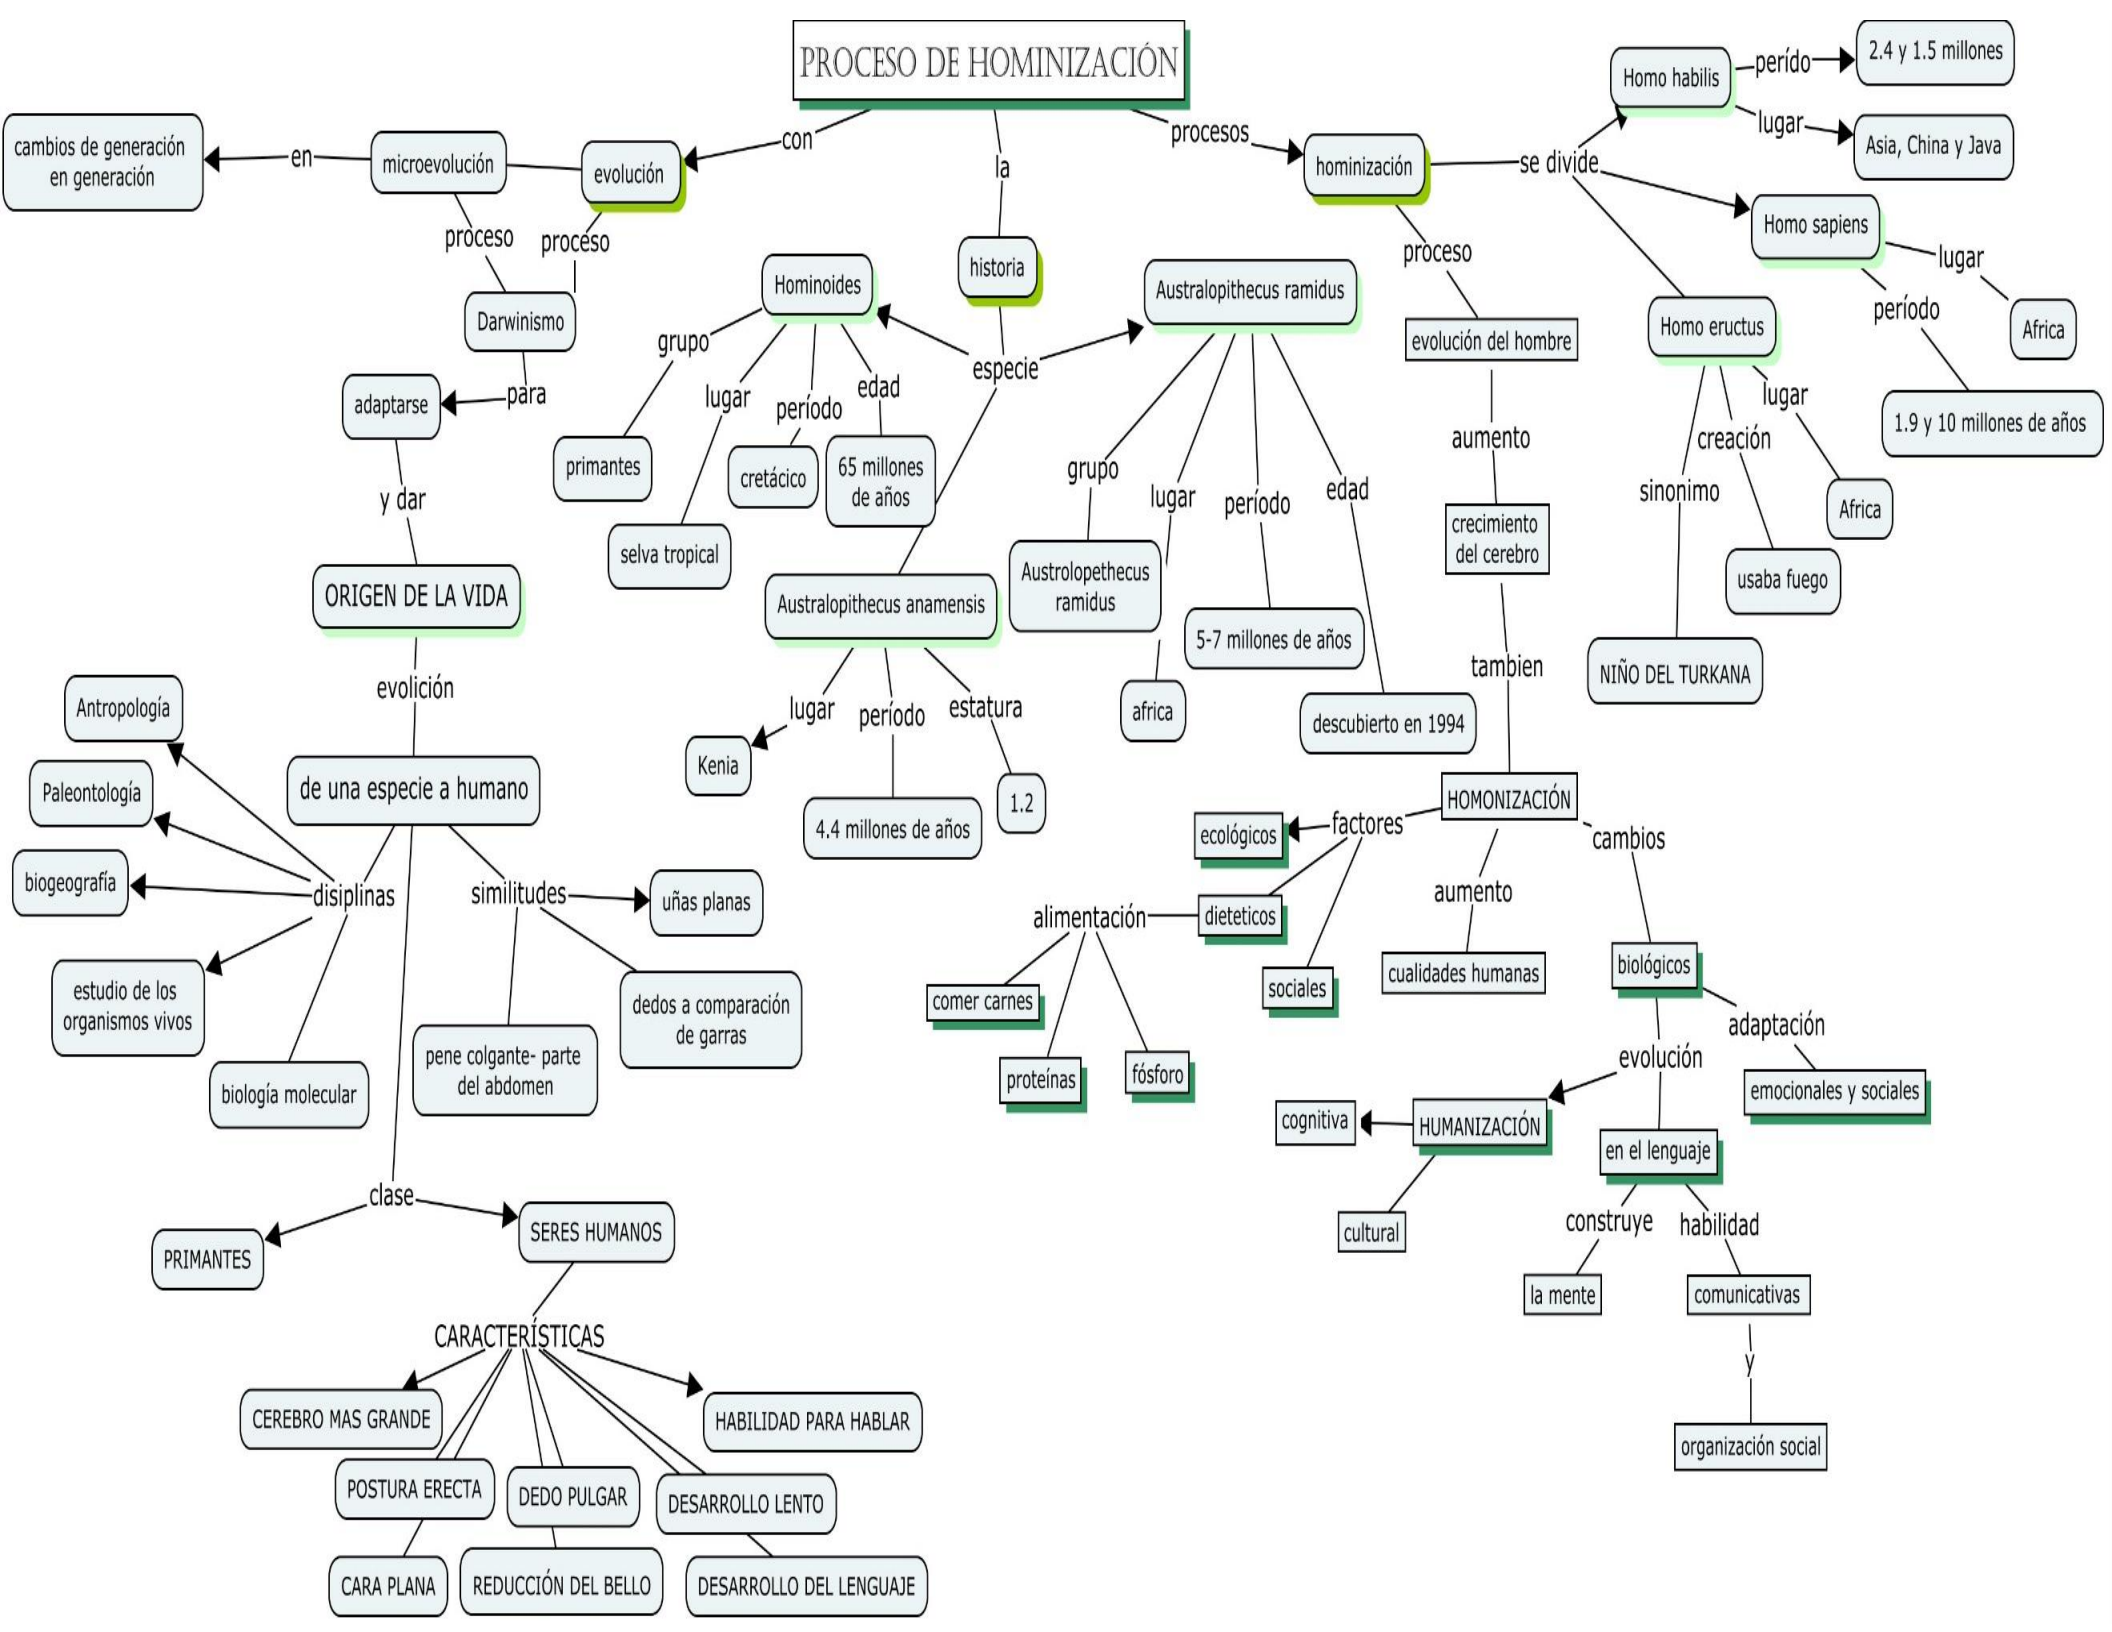 PROCESO DE HOMINIZACIÓN
con
la
procesos
evolución
microevolución
en
cambios de generación
en generación
proceso
proceso
Darwinismo
para
adaptarse
y dar
ORIGEN DE LA VIDA
evolición
de una especie a humano
disiplinas
Antropología
Paleontología
biogeografía
estudio de los
organismos vivos
biología molecular
similitudes
uñas planas
dedos a comparación
de garras
pene colgante- parte
del abdomen
clase
PRIMANTES
SERES HUMANOS
CARACTERÍSTICAS
CEREBRO MAS GRANDE
HABILIDAD PARA HABLAR
POSTURA ERECTA
DEDO PULGAR
DESARROLLO LENTO
CARA PLANA
REDUCCIÓN DEL BELLO
DESARROLLO DEL LENGUAJE
historia
especie
Hominoides
grupo
primantes
lugar
selva tropical
período
cretácico
edad
65 millones
de años
Australopithecus anamensis
lugar
Kenia
período
4.4 millones de años
estatura
1.2
Australopithecus ramidus
grupo
Austrolopethecus
ramidus
lugar
africa
período
5-7 millones de años
edad
descubierto en 1994
hominización
se divide
Homo habilis
perído
2.4 y 1.5 millones
lugar
Asia, China y Java
Homo sapiens
lugar
Africa
período
1.9 y 10 millones de años
Homo eructus
lugar
Africa
creación
usaba fuego
sinonimo
NIÑO DEL TURKANA
proceso
evolución del hombre
aumento
crecimiento
del cerebro
tambien
HOMONIZACIÓN
factores
ecológicos
dieteticos
sociales
alimentación
comer carnes
proteínas
fósforo
aumento
cualidades humanas
cambios
biológicos
adaptación
emocionales y sociales
evolución
HUMANIZACIÓN
cognitiva
cultural
en el lenguaje
construye
la mente
habilidad
comunicativas
y
organización social